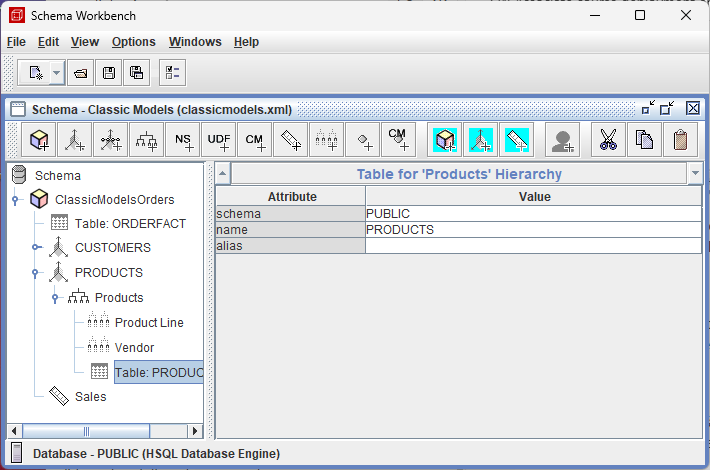 Schema Workbench
File Edit View Options Windows Help
Schema - Classic Models (classicmodels.xml)
NS UDF CM CM
Schema
ClassicModelsOrders
Table: ORDERFACT
CUSTOMERS
PRODUCTS
Products
Product Line
Vendor
Table: PRODUC
Sales
Table for 'Products' Hierarchy
Attribute Value
schema PUBLIC
name PRODUCTS
alias
Database - PUBLIC (HSQL Database Engine)